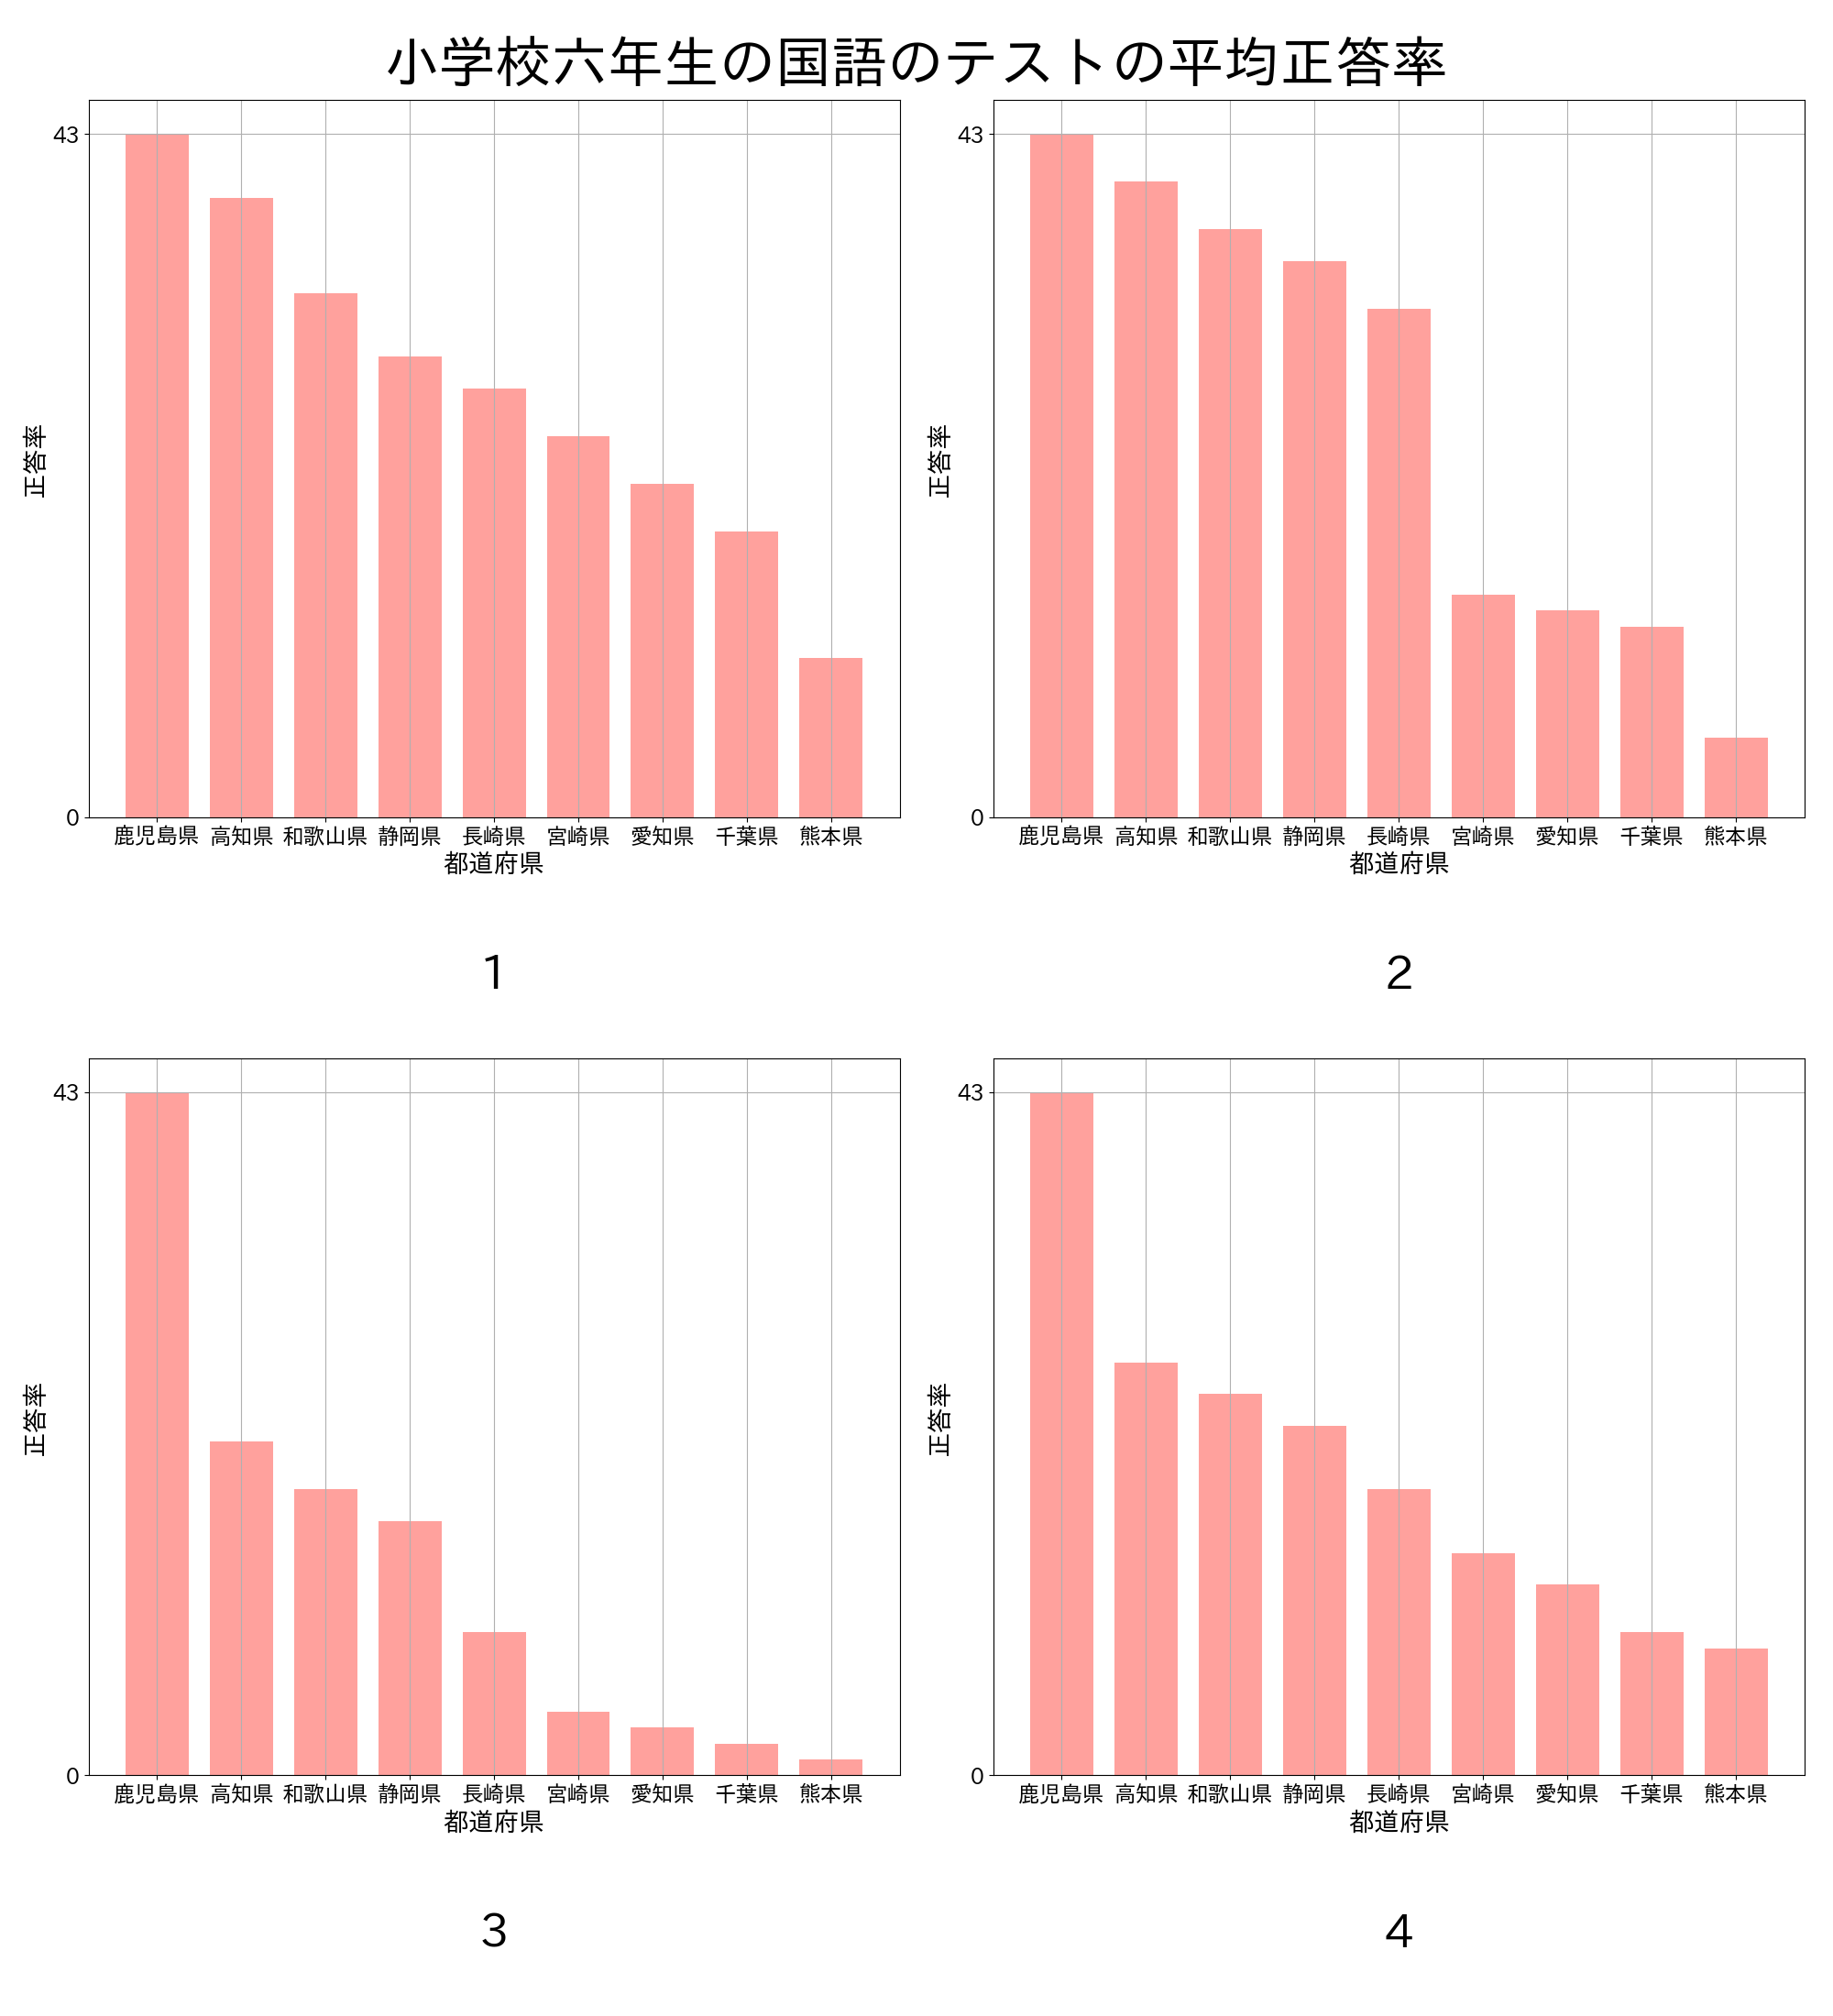 小学校六年生の国語のテストの平均正答率
43
0
正答率
鹿児島県 高知県 和歌山県 静岡県 長崎県 宮崎県 愛知県 千葉県 熊本県
都道府県
1
43
0
正答率
鹿児島県 高知県 和歌山県 静岡県 長崎県 宮崎県 愛知県 千葉県 熊本県
都道府県
2
43
0
正答率
鹿児島県 高知県 和歌山県 静岡県 長崎県 宮崎県 愛知県 千葉県 熊本県
都道府県
3
43
0
正答率
鹿児島県 高知県 和歌山県 静岡県 長崎県 宮崎県 愛知県 千葉県 熊本県
都道府県
4